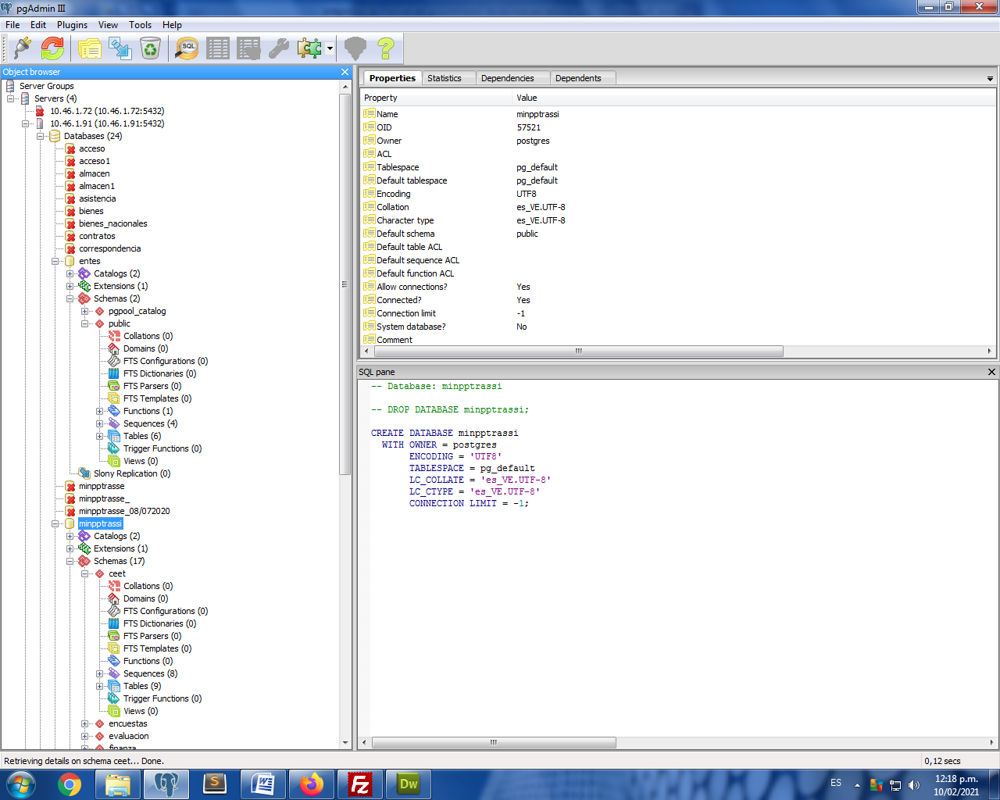 pgAdmin III
File Edit Plugins View Tools Help
SQL
Object browser
Server Groups
Servers (4)
10.46.1.72 (10.46.1.72:5432)
10.46.1.91 (10.46.1.91:5432)
Databases (24)
acceso
acceso1
almacen
almacen1
asistencia
bienes
bienes_nacionales
contratos
correspondencia
entes
Catalogs (2)
Extensions (1)
Schemas (2)
pgpool_catalog
public
Collations (0)
Domains (0)
FTS Configurations (0)
FTS Dictionaries (0)
FTS Parsers (0)
FTS Templates (0)
Functions (1)
Sequences (4)
Tables (6)
Trigger Functions (0)
Views (0)
Slony Replication (0)
minpptrasse
minpptrasse_
minpptrasse_08/072020
minpptrassi
Catalogs (2)
Extensions (1)
Schemas (17)
ceet
Collations (0)
Domains (0)
FTS Configurations (0)
FTS Dictionaries (0)
FTS Parsers (0)
FTS Templates (0)
Functions (0)
Sequences (8)
Tables (9)
Trigger Functions (0)
Views (0)
encuestas
evaluacion
finanza
Properties Statistics Dependencies Dependents
Property Value
Name minpptrassi
OID 57521
Owner postgres
ACL
Tablespace pg_default
Default tablespace pg_default
Encoding UTF8
Collation es_VE.UTF-8
Character type es_VE.UTF-8
Default schema public
Default table ACL
Default sequence ACL
Default function ACL
Allow connections? Yes
Connected? Yes
Connection limit -1
System database? No
Comment
SQL pane
-- Database: minpptrassi
-- DROP DATABASE minpptrassi;
CREATE DATABASE minpptrassi
WITH OWNER = postgres
ENCODING = 'UTF8'
TABLESPACE = pg_default
LC_COLLATE = 'es_VE.UTF-8'
LC_CTYPE = 'es_VE.UTF-8'
CONNECTION LIMIT = -1;
Retrieving details on schema ceet... Done.
0,12 secs
S W Fz Dw
ES
12:18 p.m.
10/02/2021